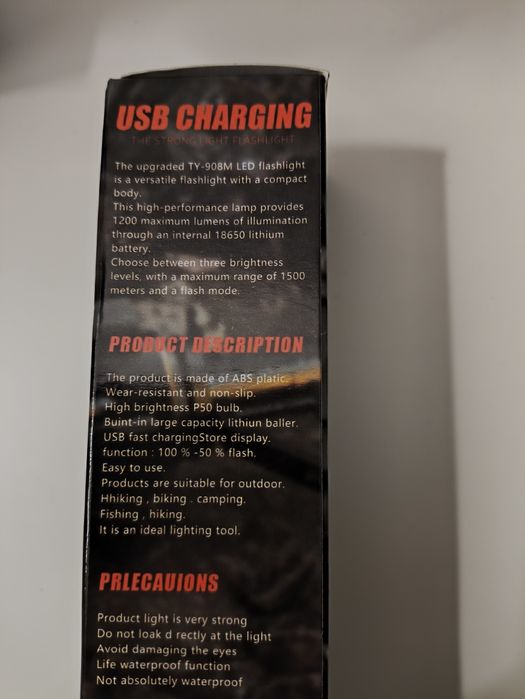 USB CHARGING
THE STRONG LIGHT FLASHLIGHT
The upgraded TY-908M LED flashlight
is a versatile flashlight with a compact
body.
This high-performance lamp provides
1200 maximum lumens of illumination
through an internal 18650 lithium
battery.
Choose between three brightness
levels, with a maximum range of 1500
meters and a flash mode.
PRODUCT DESCRIPTION
The product is made of ABS platic.
Wear-resistant and non-slip.
High brightness P50 bulb.
Buint-in large capacity lithiun baller.
USB fast chargingStore display.
function : 100 % -50 % flash.
Easy to use.
Products are suitable for outdoor.
Hhiking , biking . camping.
Fishing , hiking.
It is an ideal lighting tool.
PRLECAUIONS
Product light is very strong
Do not loak d rectly at the light
Avoid damaging the eyes
Life waterproof function
Not absolutely waterproof